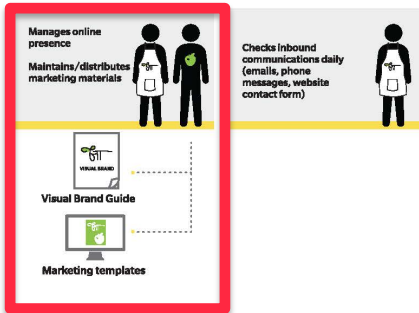 Manages online
presence
Maintains/distributes
marketing materials
Checks inbound
communications daily
(emails, phone
messages, website
contact form)
VISUAL BRAND
Visual Brand Guide
Marketing templates